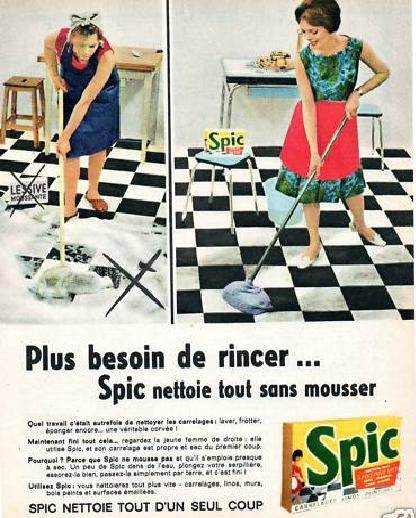 LESSIVE
MOUSSANTE
Spic
Plus besoin de rincer ...
Spic nettoie tout sans mousser
Quel travail c'était autrefois de nettoyer les carrelages : laver, frotter,
éponger encore... une véritable corvée !
Maintenant fini tout cela... regardez la jeune femme de droite : elle
utilise Spic, et son carrelage est propre et sec du premier coup.
Pourquoi ? Parce que Spic ne mousse pas et qu'il s'emploie presque
à sec. Un peu de Spic dans de l'eau, plongez votre serpillière,
essorez-la bien, passez-la simplement par terre, et c'est fini !
Utilisez Spic : vous nettoierez tout plus vite - carrelages, linos, murs,
bois peints et surfaces émaillées.
SPIC NETTOIE TOUT D'UN SEUL COUP
Spic
CARRELAGES LINOS PEINTURES